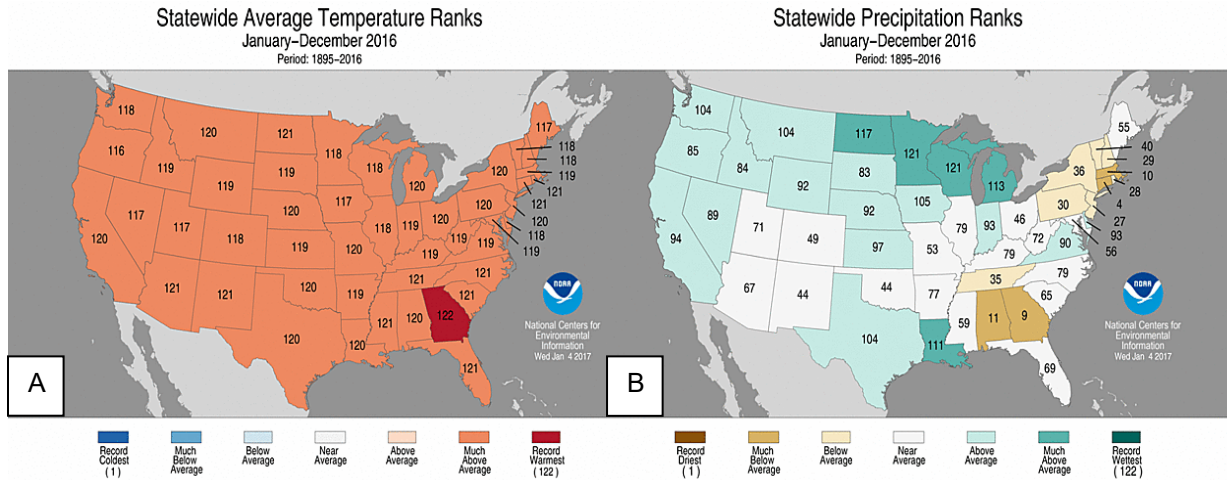 Statewide Average Temperature Ranks
January–December 2016
Period: 1895–2016
118
120
121
118
117
116
119
119
119
118
120
120
118
118
119
121
121
120
118
119
117
117
118
120
117
118
119
120
120
119
119
120
119
120
119
121
121
120
119
121
121
121
121
120
122
120
120
121
NOAA
National Centers for
Environmental
Information
Wed Jan 4 2017
A
Record
Coldest
(1)
Much
Below
Average
Below
Average
Near
Average
Above
Average
Much
Above
Average
Record
Warmest
(122)
Statewide Precipitation Ranks
January–December 2016
Period: 1895–2016
104
104
117
121
55
85
84
92
83
121
113
36
40
29
10
28
4
27
93
56
89
71
49
92
105
79
93
46
30
72
90
94
97
53
79
67
44
44
77
35
79
65
59
11
9
104
111
69
NOAA
National Centers for
Environmental
Information
Wed Jan 4 2017
B
Record
Driest
(1)
Much
Below
Average
Below
Average
Near
Average
Above
Average
Much
Above
Average
Record
Wettest
(122)